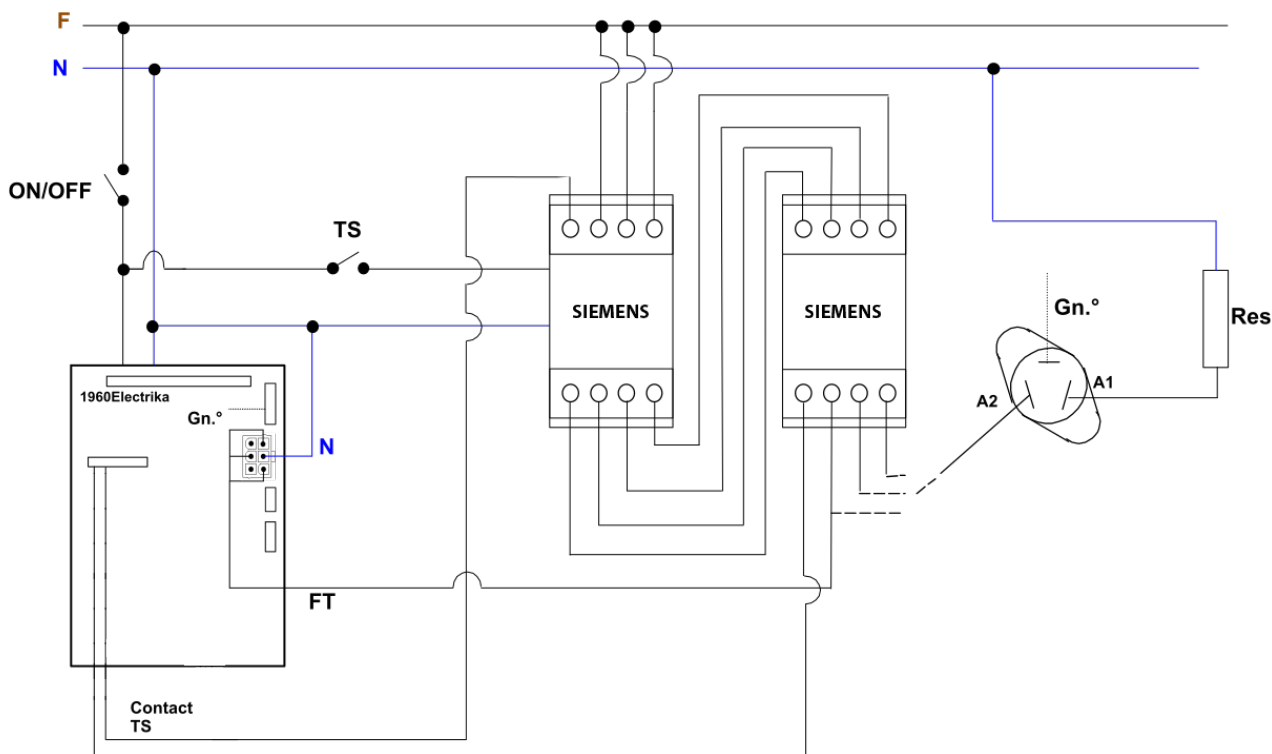 F
N
ON/OFF
TS
SIEMENS
SIEMENS
Gn.°
Res
1960Electrika
Gn.°
A1
A2
N
FT
Contact
TS